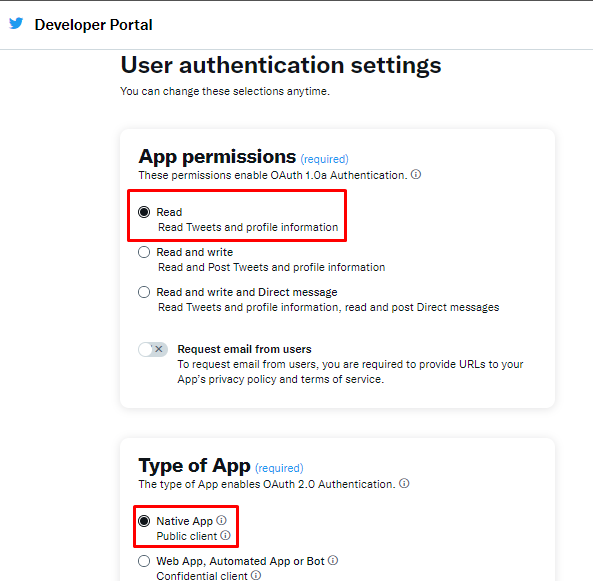 Developer Portal
User authentication settings
You can change these selections anytime.
App permissions (required)
These permissions enable OAuth 1.0a Authentication.
Read
Read Tweets and profile information
Read and write
Read and Post Tweets and profile information
Read and write and Direct message
Read Tweets and profile information, read and post Direct messages
Request email from users
To request email from users, you are required to provide URLs to your
App's privacy policy and terms of service.
Type of App (required)
The type of App enables OAuth 2.0 Authentication.
Native App
Public client
Web App, Automated App or Bot
Confidential client